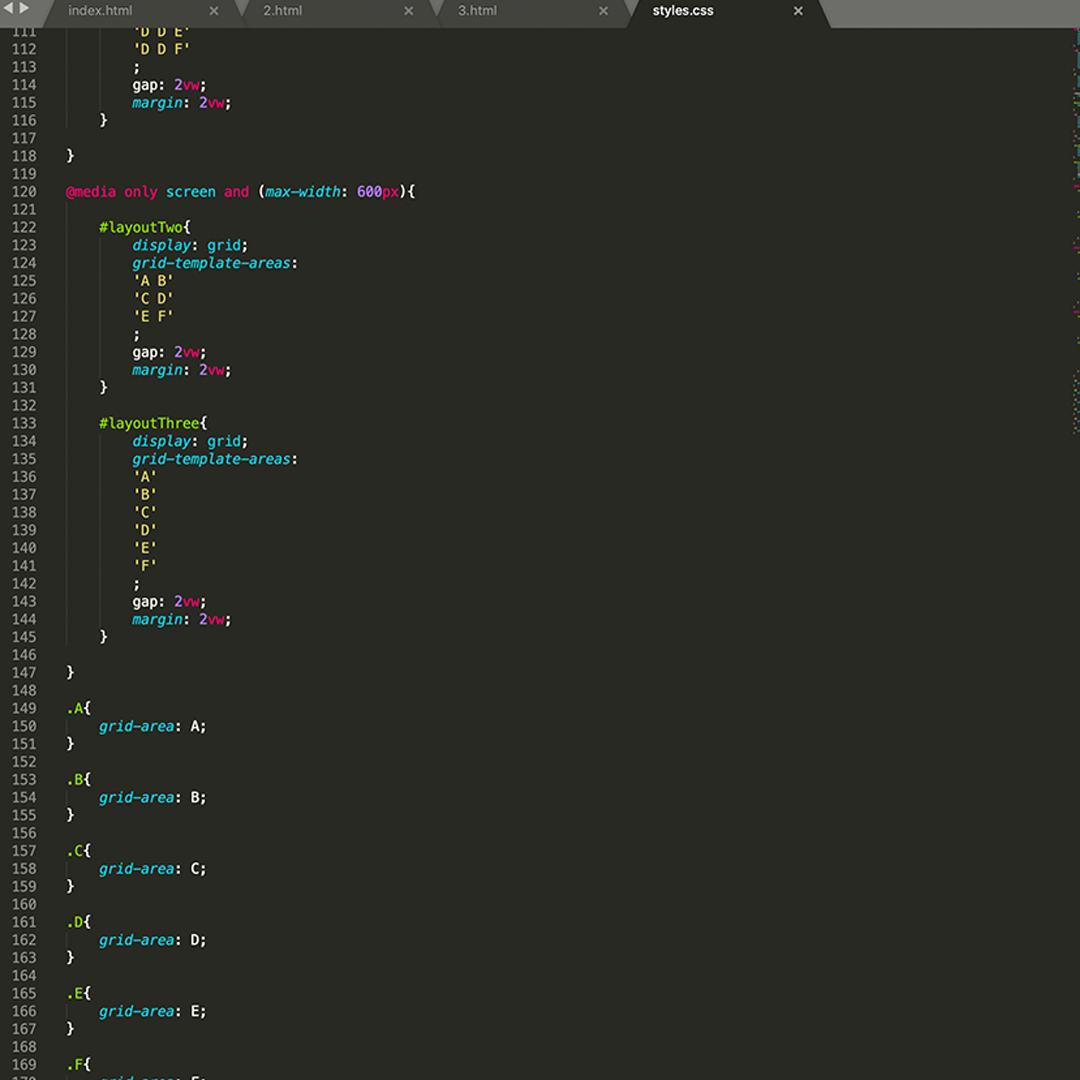 index.html × 2.html × 3.html × styles.css ×
111 'D D E'
112 'D D F'
113 ;
114 gap: 2vw;
115 margin: 2vw;
116 }
117
118 }
119
120 @media only screen and (max-width: 600px){
121
122 #layoutTwo{
123 display: grid;
124 grid-template-areas:
125 'A B'
126 'C D'
127 'E F'
128 ;
129 gap: 2vw;
130 margin: 2vw;
131 }
132
133 #layoutThree{
134 display: grid;
135 grid-template-areas:
136 'A'
137 'B'
138 'C'
139 'D'
140 'E'
141 'F'
142 ;
143 gap: 2vw;
144 margin: 2vw;
145 }
146
147 }
148
149 .A{
150 grid-area: A;
151 }
152
153 .B{
154 grid-area: B;
155 }
156
157 .C{
158 grid-area: C;
159 }
160
161 .D{
162 grid-area: D;
163 }
164
165 .E{
166 grid-area: E;
167 }
168
169 .F{